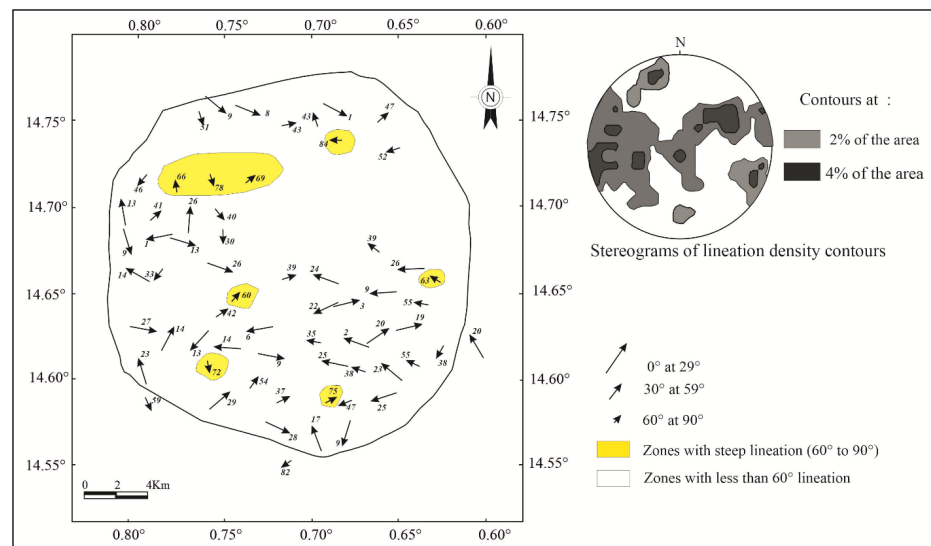 0.80° 0.75° 0.70° 0.65° 0.60°
14.75°
14.70°
14.65°
14.60°
14.55°
14.75°
14.70°
14.65°
14.60°
14.55°
0.80° 0.75° 0.70° 0.65° 0.60°
N
31 9 8 43 43 1 47
84 52
46 66 78 69
13 41 26 40
9 1 13 30 39
14 33 26 39 24 26 63
60 9 55
42 22 3
27 14 6 35 2 20 19 20
13 14
23 72 9 25 38 23 55 38
59 29 54 37 75 47 25
28 17 9
82
0 2 4Km
N
Contours at :
2% of the area
4% of the area
Stereograms of lineation density contours
0° at 29°
30° at 59°
60° at 90°
Zones with steep lineation (60° to 90°)
Zones with less than 60° lineation